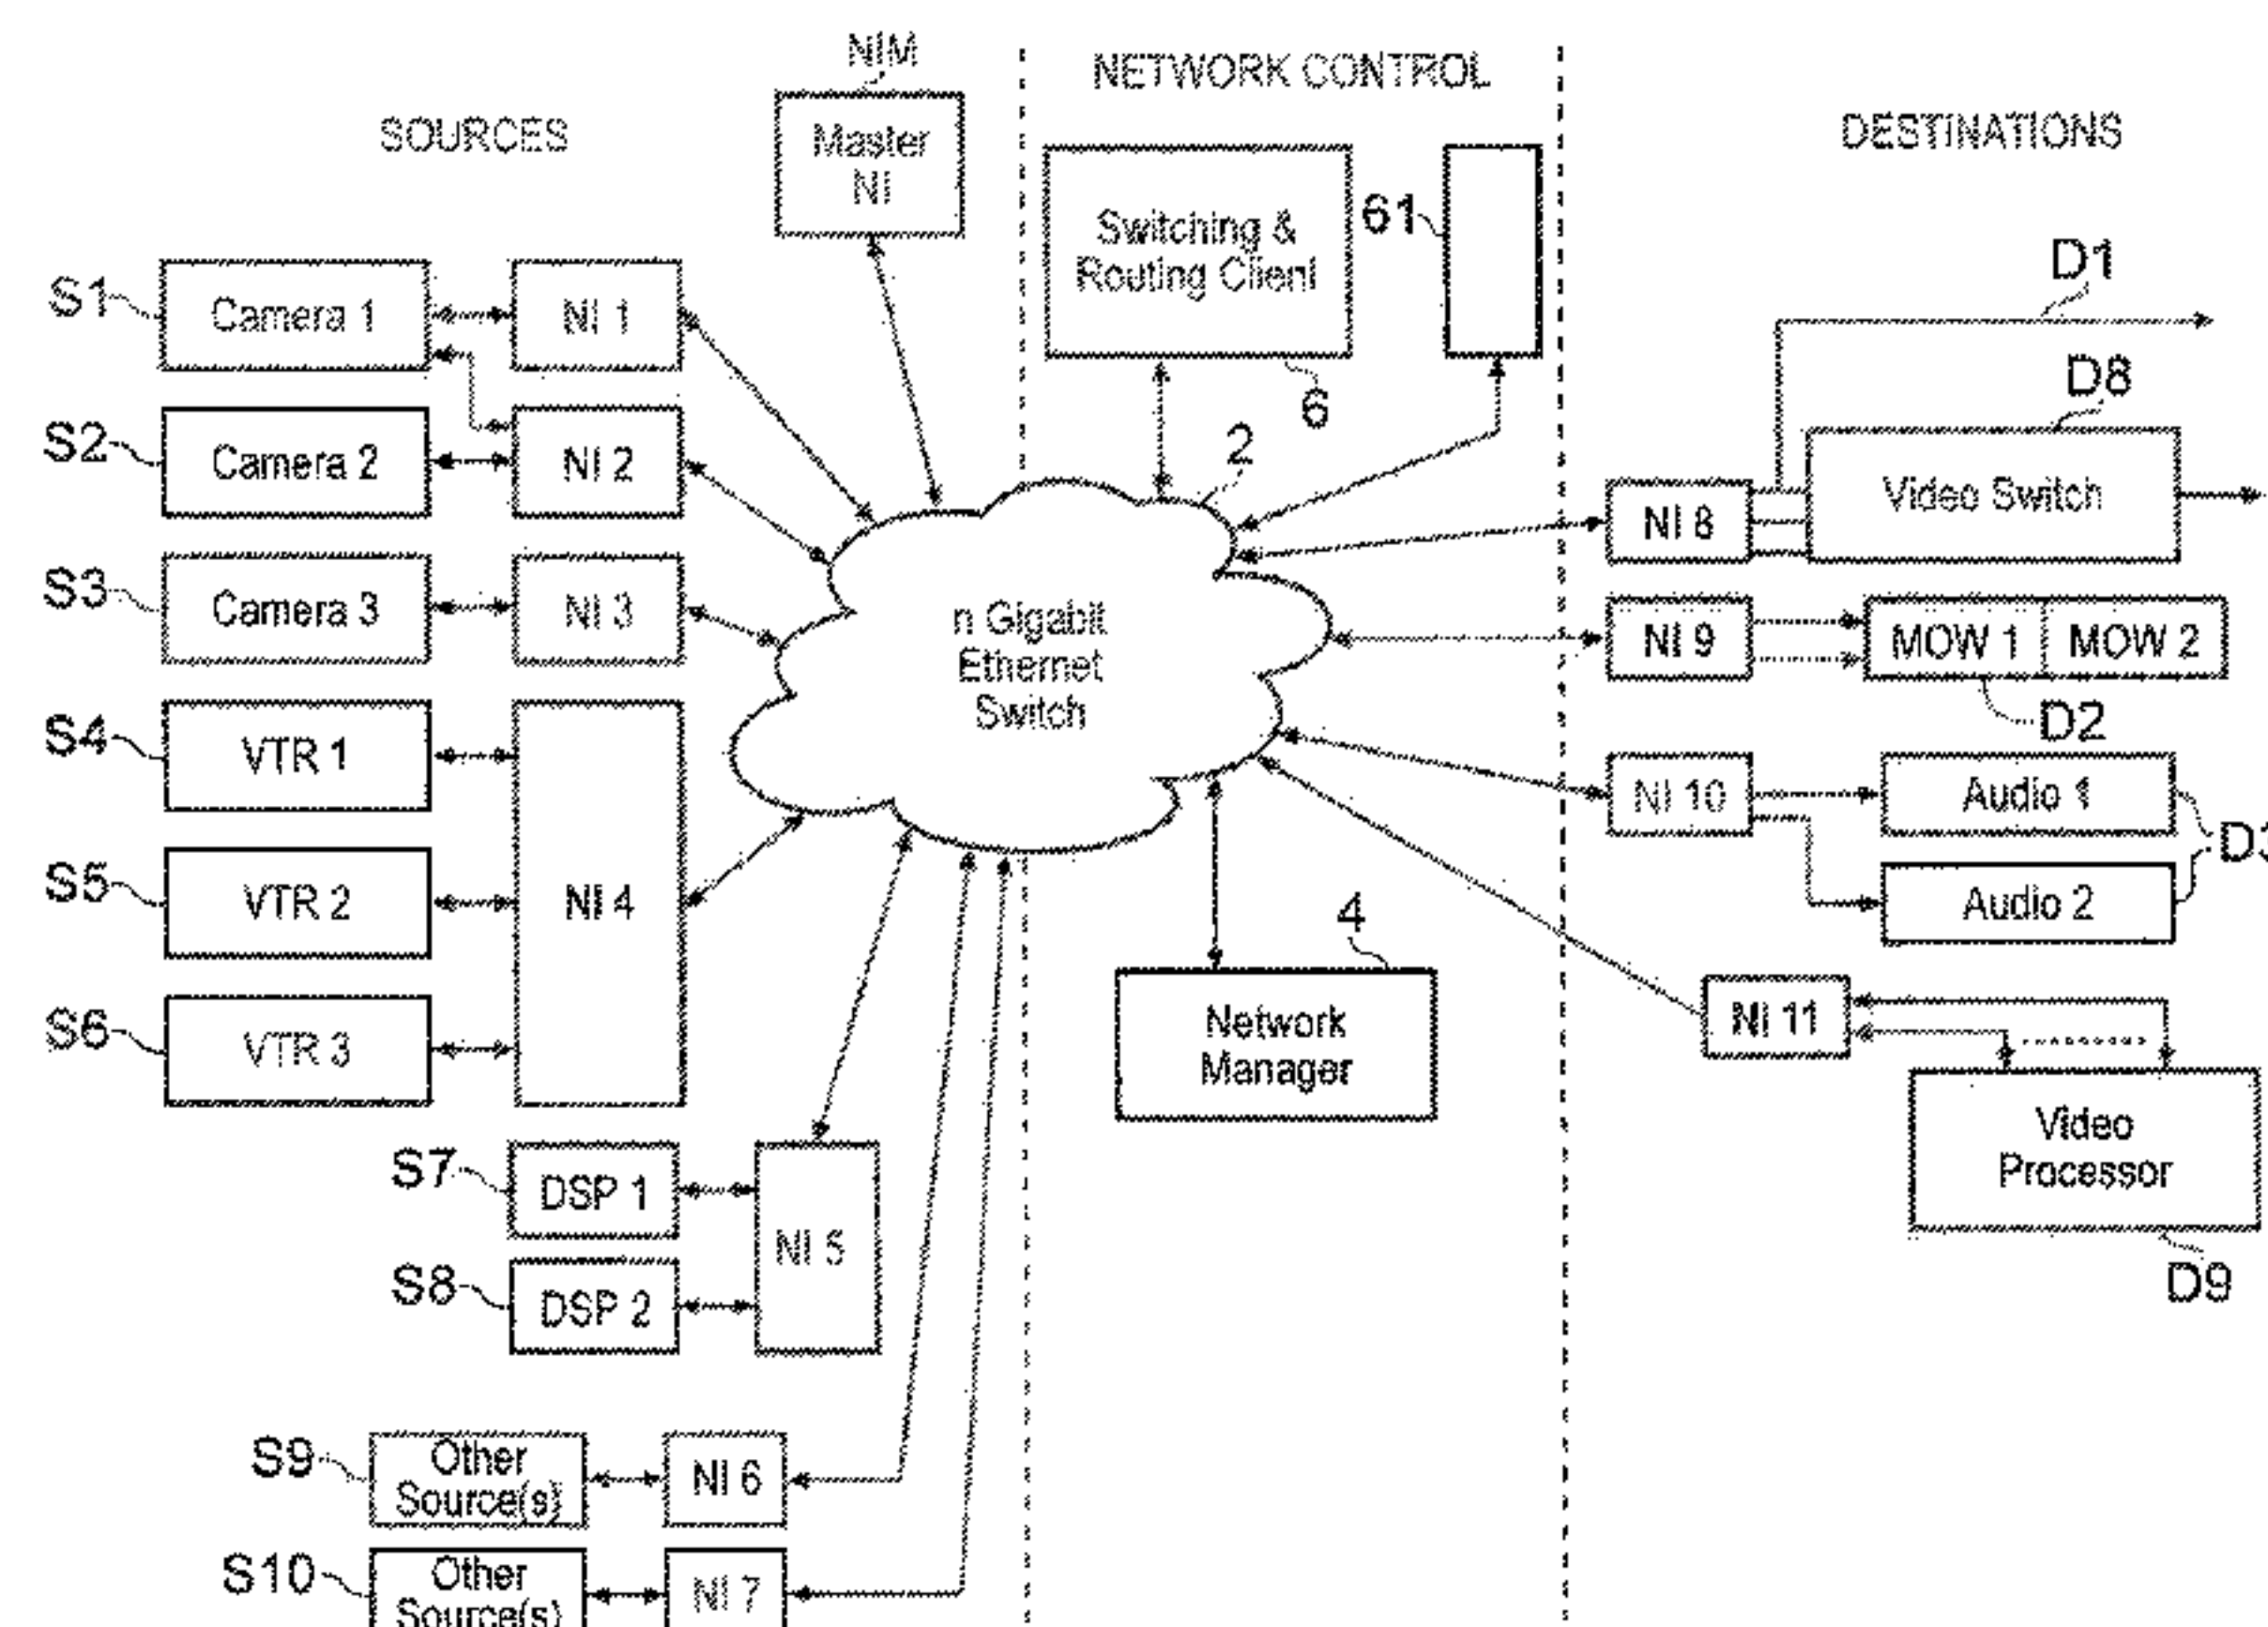 NIM
NETWORK CONTROL
SOURCES
DESTINATIONS
Master
NI
Switching &
Routing Client
61
6
2
S1
Camera 1
NI 1
S2
Camera 2
NI 2
S3
Camera 3
NI 3
S4
VTR 1
S5
VTR 2
NI 4
S6
VTR 3
S7
DSP 1
NI 5
S8
DSP 2
S9
Other
Source(s)
NI 6
S10
Other
Source(s)
NI 7
n Gigabit
Ethernet
Switch
4
Network
Manager
D1
D8
NI 8
Video Switch
NI 9
MOW 1
MOW 2
D2
NI 10
Audio 1
Audio 2
NI 11
Video
Processor
D9